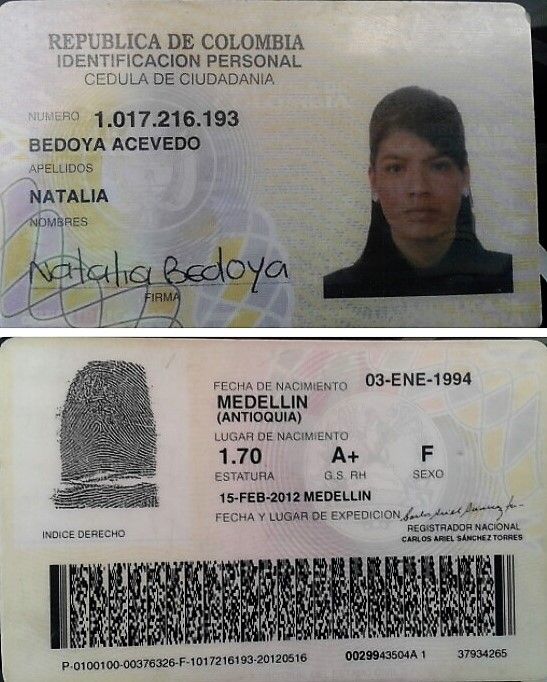 REPUBLICA DE COLOMBIA
IDENTIFICACION PERSONAL
CEDULA DE CIUDADANIA
NUMERO 1.017.216.193
BEDOYA ACEVEDO
APELLIDOS
NATALIA
NOMBRES
Natalia Bedoya
FIRMA
FECHA DE NACIMIENTO 03-ENE-1994
MEDELLIN
(ANTIOQUIA)
LUGAR DE NACIMIENTO
1.70 A+ F
ESTATURA G.S. RH SEXO
15-FEB-2012 MEDELLIN
FECHA Y LUGAR DE EXPEDICION
REGISTRADOR NACIONAL
CARLOS ARIEL SÁNCHEZ TORRES
INDICE DERECHO
P-0100100-00376326-F-1017216193-20120516 0029943504A 1 37934265